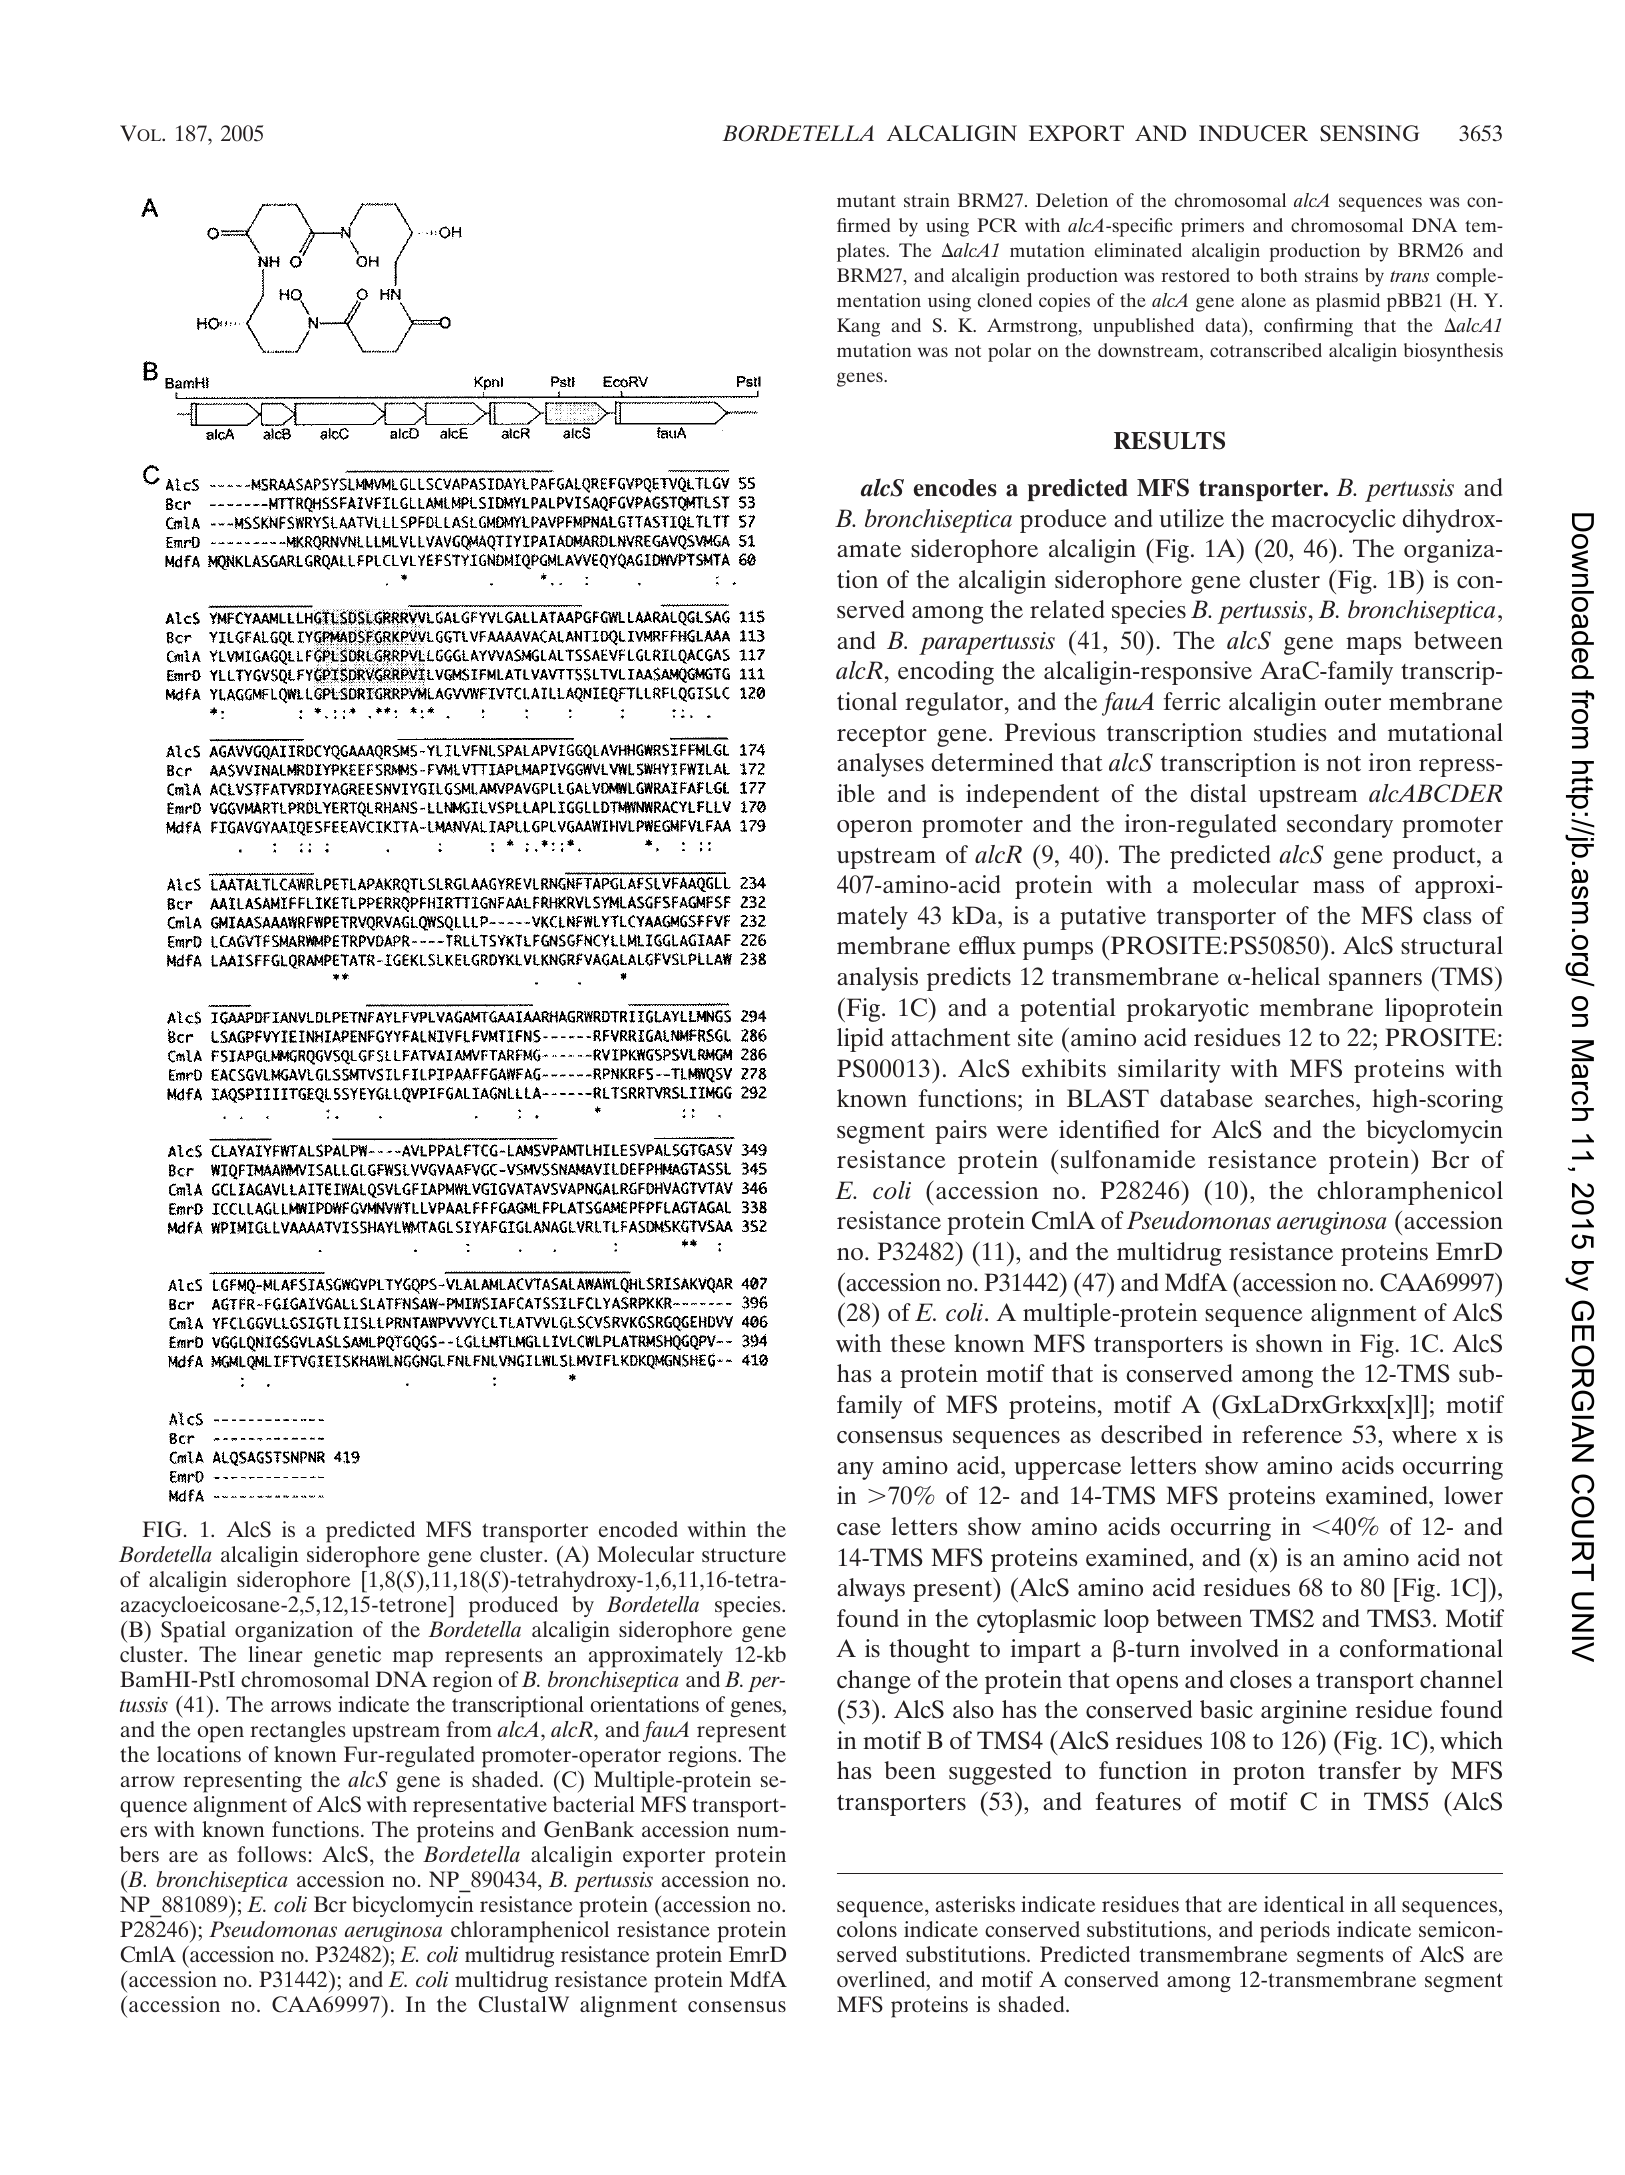 VOL. 187, 2005
BORDETELLA ALCALIGIN EXPORT AND INDUCER SENSING 3653
A
O
N
OH
NH O
OH
HO
O HN
HO
N
O
B
BamHI KpnI PstI EcoRV PstI
alcA alcB alcC alcD alcE alcR alcS fauA
C
AlcS -----MSRAASAPSYSLMMVMLGLLSCVAPASIDAYLPAFGALQREFGVPQETVQLTLGV 55
Bcr -------MTTRQHSSFAIVFILGLLAMLMPLSIDMYLPALPVISAQFGVPAGSTQMTLST 53
CmlA ---MSSKNFSWRYSLAATVLLLSPFDLLASLGMDMYLPAVPFMPNALGTTASTIQLTLTT 57
EmrD ---------MKRQRNVNLLLMLVLLVAVGQMAQTIYIPAIADMARDLNVREGAVQSVMGA 51
MdfA MQNKLASGARLGRQALLFPLCLVLYEFSTYIGNDMIQPGMLAVVEQYQAGIDWVPTSMTA 60
. * . *.. : . : .
AlcS YMFCYAAMLLLHGTLSDSLGRRRVVLGALGFYVLGALLATAAPGFGWLLAARALQGLSAG 115
Bcr YILGFALGQLIYGPMADSFGRKPVVLGGTLVFAAAAVACALANTIDQLIVMRFFHGLAAA 113
CmlA YLVMIGAGQLLFGPLSDRLGRRPVLLGGGLAYVVASMGLALTSSAEVFLGLRILQACGAS 117
EmrD YLLTYGVSQLFYGPISDRVGRRPVILVGMSIFMLATLVAVTTSSLTVLIAASAMQGMGTG 111
MdfA YLAGGMFLQWLLGPLSDRIGRRPVMLAGVVWFIVTCLAILLAQNIEQFTLLRFLQGISLC 120
*: : *.::* .**: *:* . : : : : ::. .
AlcS AGAVVGQAIIRDCYQGAAAQRSMS-YLILVFNLSPALAPVIGGQLAVHHGWRSIFFMLGL 174
Bcr AASVVINALMRDIYPKEEFSRMMS-FVMLVTTIAPLMAPIVGGWVLVWLSWHYIFWILAL 172
CmlA ACLVSTFATVRDIYAGREESNVIYGILGSMLAMVPAVGPLLGALVDMWLGWRAIFAFLGL 177
EmrD VGGVMARTLPRDLYERTQLRHANS-LLNMGILVSPLLAPLIGGLLDTMWNWRACYLFLLV 170
MdfA FIGAVGYAAIQESFEEAVCIKITA-LMANVALIAPLLGPLVGAAWIHVLPWEGMFVLFAA 179
. : :: : . : : * :.*::*. *. : ::
AlcS LAATALTLCAWRLPETLAPAKRQTLSLRGLAAGYREVLRNGNFTAPGLAFSLVFAAQGLL 234
Bcr AAILASAMIFFLIKETLPPERRQPFHIRTTIGNFAALFRHKRVLSYMLASGFSFAGMFSF 232
CmlA GMIAASAAAWRFWPETRVQRVAGLQWSQLLLP-----VKCLNFWLYTLCYAAGMGSFFVF 232
EmrD LCAGVTFSMARWMPETRPVDAPR----TRLLTSYKTLFGNSGFNCYLLMLIGGLAGIAAF 226
MdfA LAAISFFGLQRAMPETATR-IGEKLSLKELGRDYKLVLKNGRFVAGALALGFVSLPLLAW 238
** . . *
AlcS IGAAPDFIANVLDLPETNFAYLFVPLVAGAMTGAAIAARHAGRWRDTRIIGLAYLLMNGS 294
Bcr LSAGPFVYIEINHIAPENFGYYFALNIVFLFVMTIFNS------RFVRRIGALNMFRSGL 286
CmlA FSIAPGLMMGRQGVSQLGFSLLFATVAIAMVFTARFMG------RVIPKWGSPSVLRMGM 286
EmrD EACSGVLMGAVLGLSSMTVSILFILPIPAAFFGAWFAG------RPNKRFS--TLMWQSV 278
MdfA IAQSPIIIITGEQLSSYEYGLLQVPIFGALIAGNLLLA------RLTSRRTVRSLIIMGG 292
. . . :. . : . * :: .
AlcS CLAYAIYFWTALSPALPW----AVLPPALFTCG-LAMSVPAMTLHILESVPALSGTGASV 349
Bcr WIQFIMAAWMVISALLGLGFWSLVVGVAAFVGC-VSMVSSNAMAVILDEFPHMAGTASSL 345
CmlA GCLIAGAVLLAITEIWALQSVLGFIAPMWLVGIGVATAVSVAPNGALRGFDHVAGTVTAV 346
EmrD ICCLLAGLLMWIPDWFGVMNVWTLLVPAALFFFGAGMLFPLATSGAMEPFPFLAGTAGAL 338
MdfA WPIMIGLLVAAAATVISSHAYLWMTAGLSIYAFGIGLANAGLVRLTLFASDMSKGTVSAA 352
. . : . . : ** :
AlcS LGFMQ-MLAFSIASGWGVPLTYGQPS-VLALAMLACVTASALAWAWLQHLSRISAKVQAR 407
Bcr AGTFR-FGIGAIVGALLSLATFNSAW-PMIWSIAFCATSSILFCLYASRPKKR------- 396
CmlA YFCLGGVLLGSIGTLIISLLPRNTAWPVVVYCLTLATVVLGLSCVSRVKGSRGQGEHDVV 406
EmrD VGGLQNIGSGVLASLSAMLPQTGQGS--LGLLMTLMGLLIVLCWLPLATRMSHQGQPV-- 394
MdfA MGMLQMLIFTVGIEISKHAWLNGGNGLFNLFNLVNGILWLSLMVIFLKDKQMGNSHEG-- 410
: . . : *
AlcS -------------
Bcr -------------
CmlA ALQSAGSTSNPNR 419
EmrD -------------
MdfA -------------
FIG. 1. AlcS is a predicted MFS transporter encoded within the
Bordetella alcaligin siderophore gene cluster. (A) Molecular structure
of alcaligin siderophore [1,8(S),11,18(S)-tetrahydroxy-1,6,11,16-tetra-
azacycloeicosane-2,5,12,15-tetrone] produced by Bordetella species.
(B) Spatial organization of the Bordetella alcaligin siderophore gene
cluster. The linear genetic map represents an approximately 12-kb
BamHI-PstI chromosomal DNA region of B. bronchiseptica and B. per-
tussis (41). The arrows indicate the transcriptional orientations of genes,
and the open rectangles upstream from alcA, alcR, and fauA represent
the locations of known Fur-regulated promoter-operator regions. The
arrow representing the alcS gene is shaded. (C) Multiple-protein se-
quence alignment of AlcS with representative bacterial MFS transport-
ers with known functions. The proteins and GenBank accession num-
bers are as follows: AlcS, the Bordetella alcaligin exporter protein
(B. bronchiseptica accession no. NP_890434, B. pertussis accession no.
NP_881089); E. coli Bcr bicyclomycin resistance protein (accession no.
P28246); Pseudomonas aeruginosa chloramphenicol resistance protein
CmlA (accession no. P32482); E. coli multidrug resistance protein EmrD
(accession no. P31442); and E. coli multidrug resistance protein MdfA
(accession no. CAA69997). In the ClustalW alignment consensus
mutant strain BRM27. Deletion of the chromosomal alcA sequences was con-
firmed by using PCR with alcA-specific primers and chromosomal DNA tem-
plates. The ΔalcA1 mutation eliminated alcaligin production by BRM26 and
BRM27, and alcaligin production was restored to both strains by trans comple-
mentation using cloned copies of the alcA gene alone as plasmid pBB21 (H. Y.
Kang and S. K. Armstrong, unpublished data), confirming that the ΔalcA1
mutation was not polar on the downstream, cotranscribed alcaligin biosynthesis
genes.
RESULTS
alcS encodes a predicted MFS transporter. B. pertussis and
B. bronchiseptica produce and utilize the macrocyclic dihydrox-
amate siderophore alcaligin (Fig. 1A) (20, 46). The organiza-
tion of the alcaligin siderophore gene cluster (Fig. 1B) is con-
served among the related species B. pertussis, B. bronchiseptica,
and B. parapertussis (41, 50). The alcS gene maps between
alcR, encoding the alcaligin-responsive AraC-family transcrip-
tional regulator, and the fauA ferric alcaligin outer membrane
receptor gene. Previous transcription studies and mutational
analyses determined that alcS transcription is not iron repress-
ible and is independent of the distal upstream alcABCDER
operon promoter and the iron-regulated secondary promoter
upstream of alcR (9, 40). The predicted alcS gene product, a
407-amino-acid protein with a molecular mass of approxi-
mately 43 kDa, is a putative transporter of the MFS class of
membrane efflux pumps (PROSITE:PS50850). AlcS structural
analysis predicts 12 transmembrane α-helical spanners (TMS)
(Fig. 1C) and a potential prokaryotic membrane lipoprotein
lipid attachment site (amino acid residues 12 to 22; PROSITE:
PS00013). AlcS exhibits similarity with MFS proteins with
known functions; in BLAST database searches, high-scoring
segment pairs were identified for AlcS and the bicyclomycin
resistance protein (sulfonamide resistance protein) Bcr of
E. coli (accession no. P28246) (10), the chloramphenicol
resistance protein CmlA of Pseudomonas aeruginosa (accession
no. P32482) (11), and the multidrug resistance proteins EmrD
(accession no. P31442) (47) and MdfA (accession no. CAA69997)
(28) of E. coli. A multiple-protein sequence alignment of AlcS
with these known MFS transporters is shown in Fig. 1C. AlcS
has a protein motif that is conserved among the 12-TMS sub-
family of MFS proteins, motif A (GxLaDrxGrkxx[x]l]; motif
consensus sequences as described in reference 53, where x is
any amino acid, uppercase letters show amino acids occurring
in >70% of 12- and 14-TMS MFS proteins examined, lower
case letters show amino acids occurring in <40% of 12- and
14-TMS MFS proteins examined, and (x) is an amino acid not
always present) (AlcS amino acid residues 68 to 80 [Fig. 1C]),
found in the cytoplasmic loop between TMS2 and TMS3. Motif
A is thought to impart a β-turn involved in a conformational
change of the protein that opens and closes a transport channel
(53). AlcS also has the conserved basic arginine residue found
in motif B of TMS4 (AlcS residues 108 to 126) (Fig. 1C), which
has been suggested to function in proton transfer by MFS
transporters (53), and features of motif C in TMS5 (AlcS
sequence, asterisks indicate residues that are identical in all sequences,
colons indicate conserved substitutions, and periods indicate semicon-
served substitutions. Predicted transmembrane segments of AlcS are
overlined, and motif A conserved among 12-transmembrane segment
MFS proteins is shaded.
Downloaded from http://jb.asm.org/ on March 11, 2015 by GEORGIAN COURT UNIV